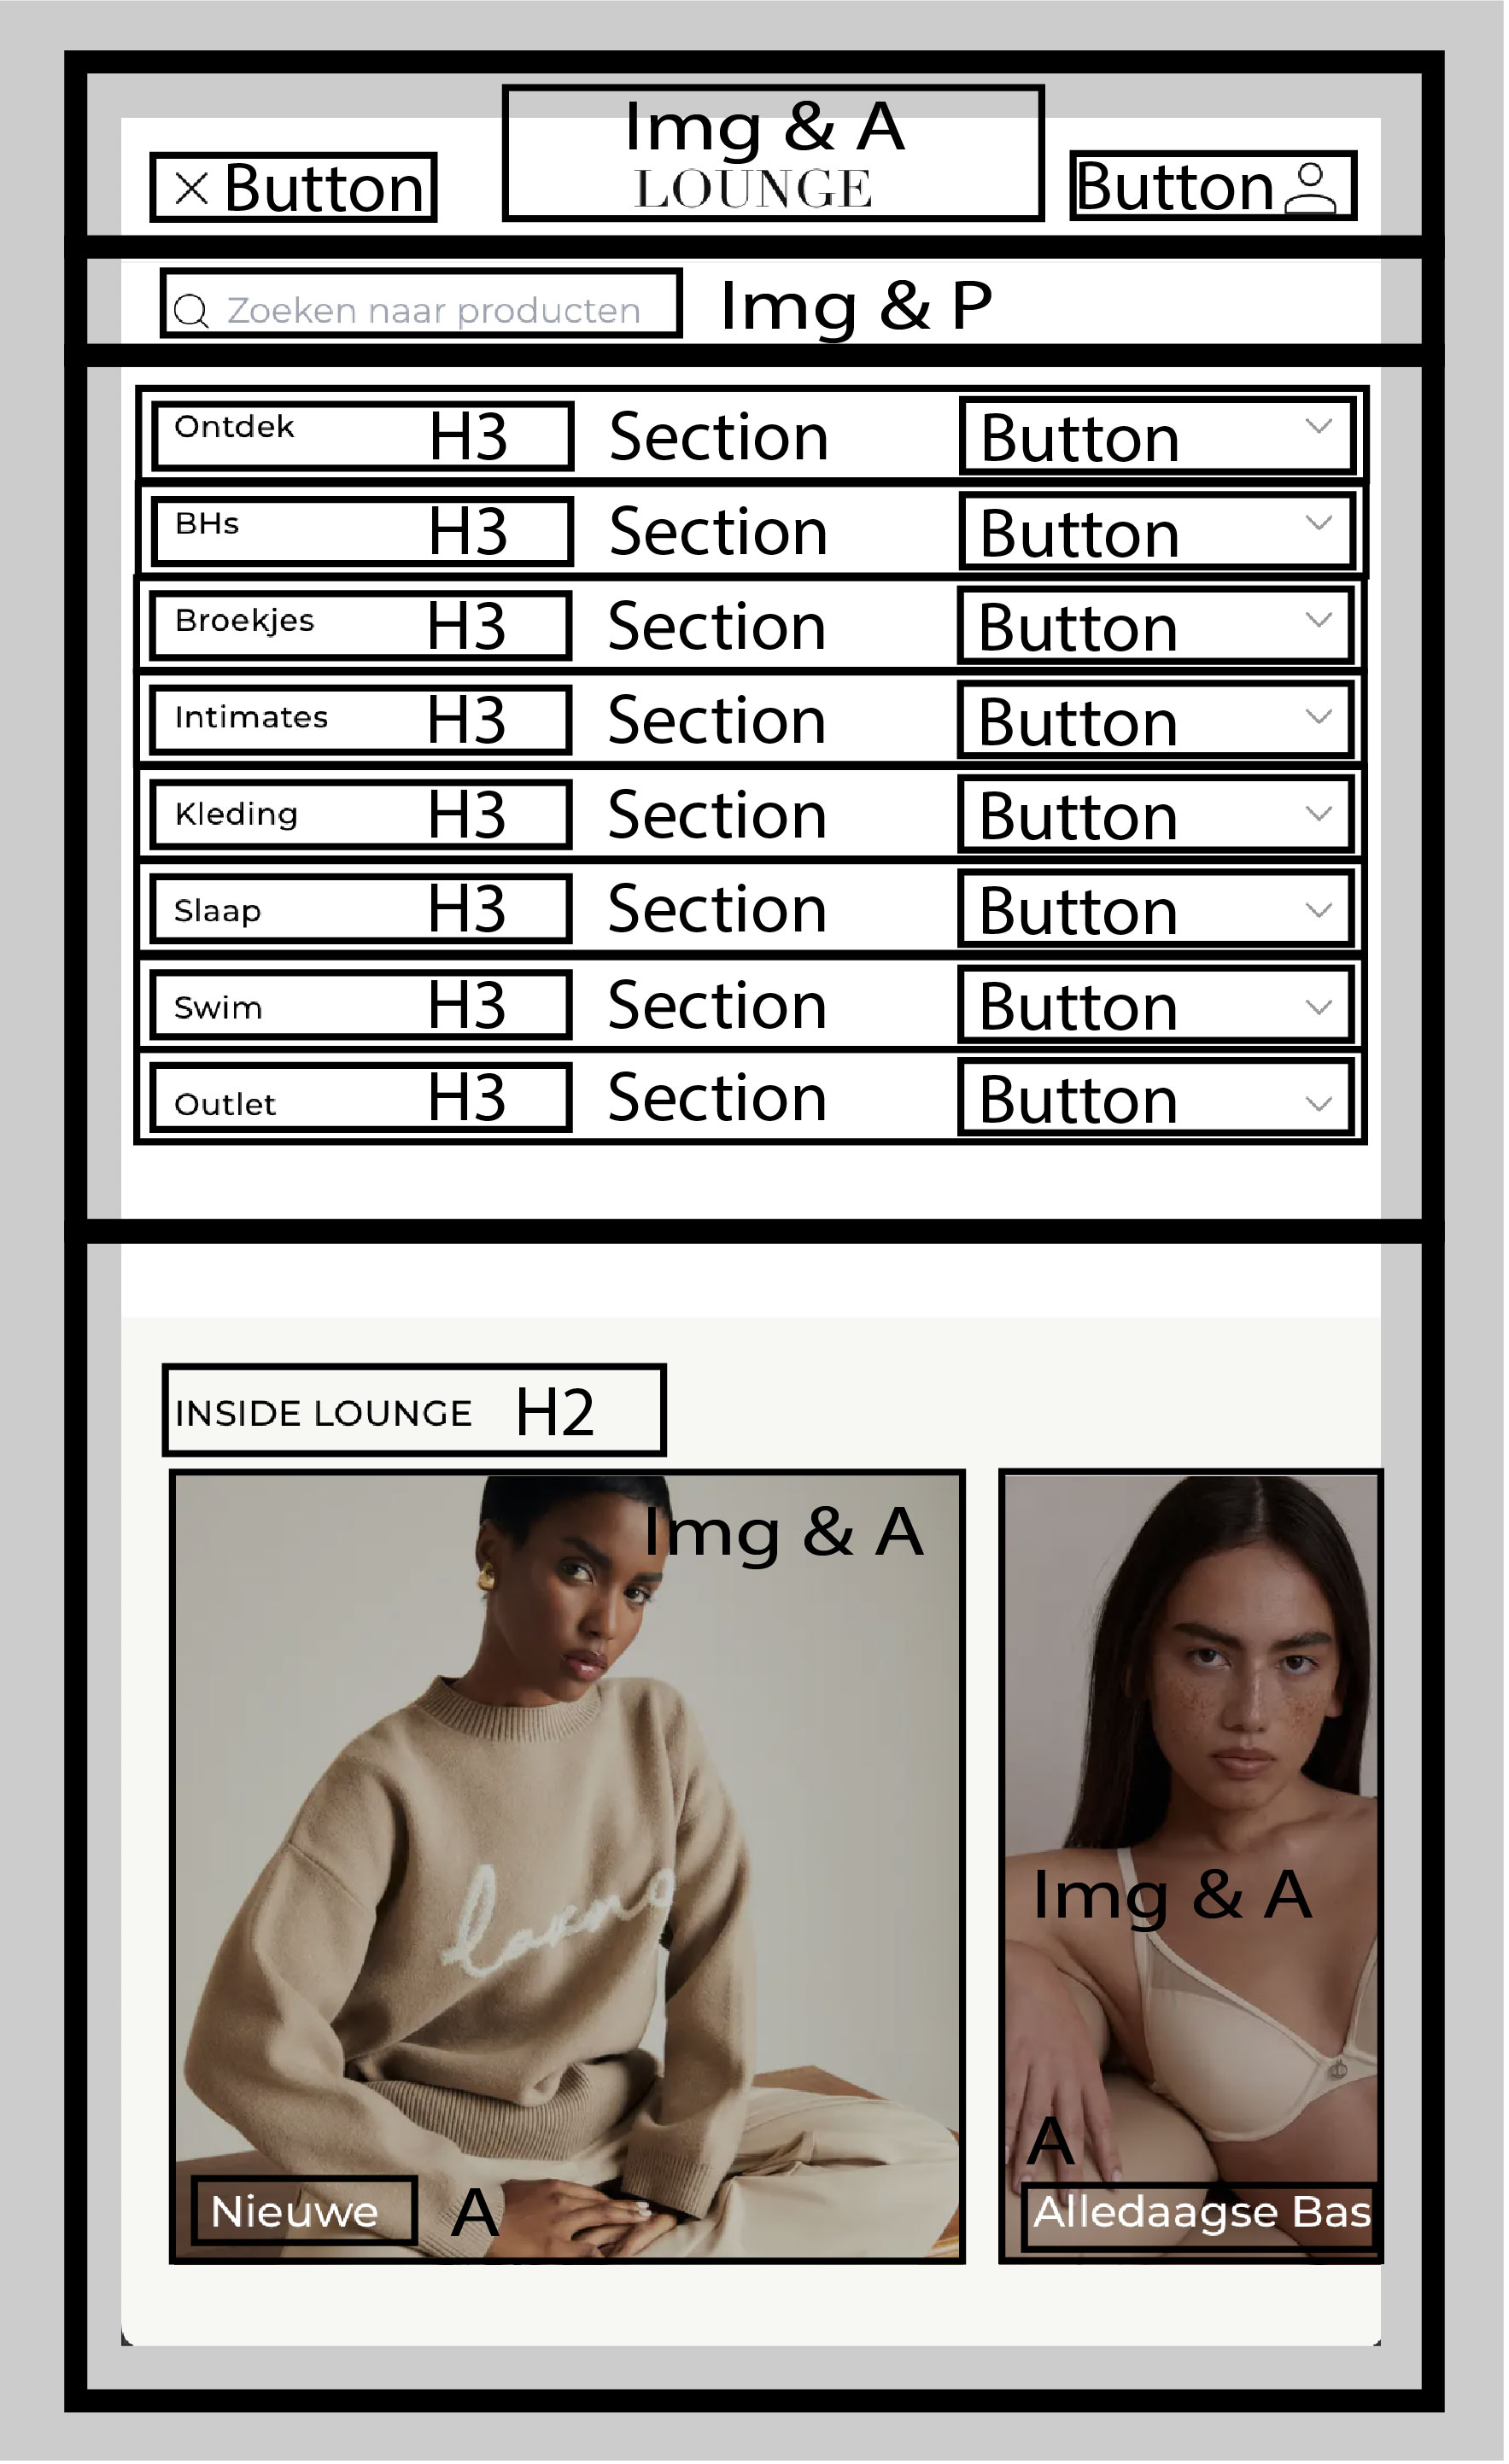 Img & A
Button
LOUNGE
Button
Zoeken naar producten
Img & P
Ontdek H3 Section Button
BHs H3 Section Button
Broekjes H3 Section Button
Intimates H3 Section Button
Kleding H3 Section Button
Slaap H3 Section Button
Swim H3 Section Button
Outlet H3 Section Button
INSIDE LOUNGE H2
Img & A
Img & A
A
Nieuwe A
Alledaagse Bas